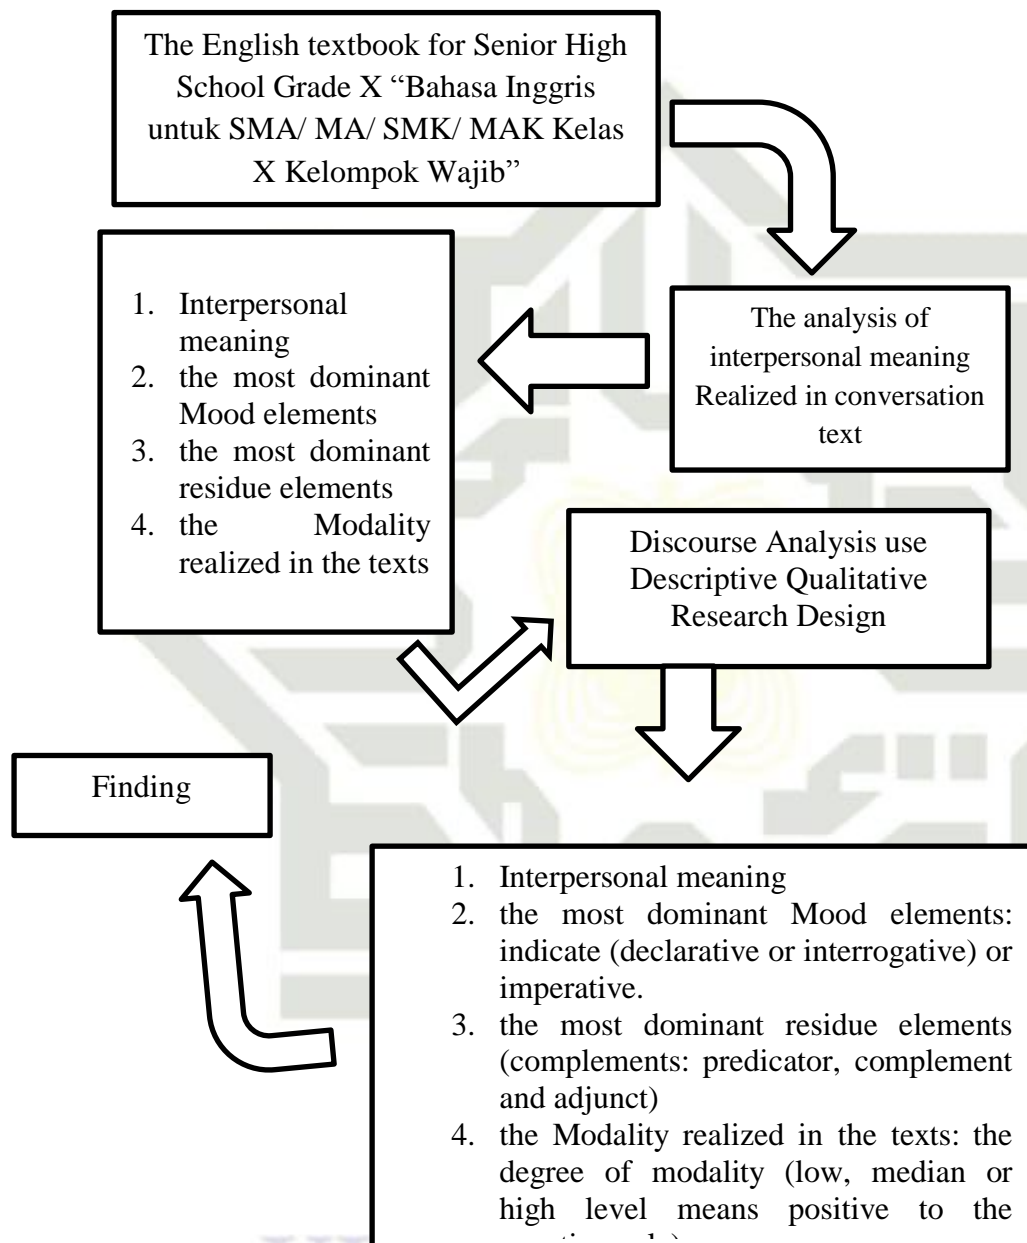 The English textbook for Senior High
School Grade X “Bahasa Inggris
untuk SMA/ MA/ SMK/ MAK Kelas
X Kelompok Wajib”
The analysis of
interpersonal meaning
Realized in conversation
text
1. Interpersonal
meaning
2. the most dominant
Mood elements
3. the most dominant
residue elements
4. the Modality
realized in the texts
Discourse Analysis use
Descriptive Qualitative
Research Design
1. Interpersonal meaning
2. the most dominant Mood elements:
indicate (declarative or interrogative) or
imperative.
3. the most dominant residue elements
(complements: predicator, complement
and adjunct)
4. the Modality realized in the texts: the
degree of modality (low, median or
high level means positive to the
Finding